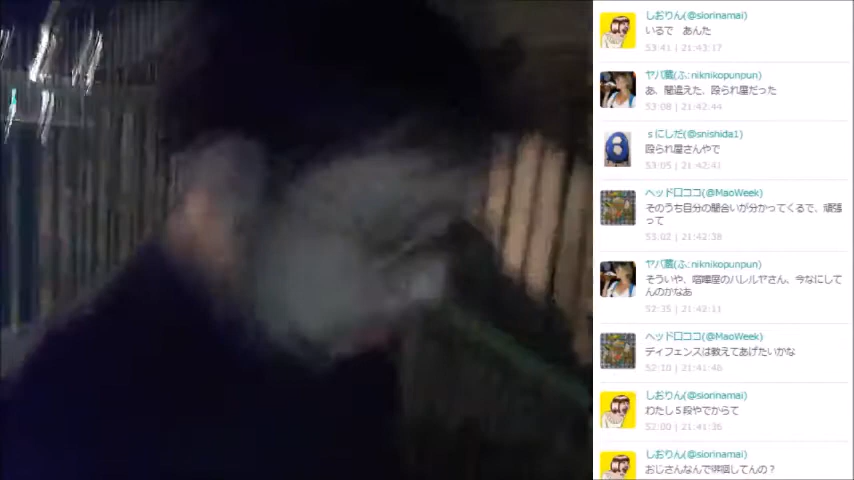 しおりん(@siorinamai)
いるで　あんた
53:41 | 21:43:17
ヤバ蔵(ふ:niknikopunpun)
あ、間違えた、殴られ屋だった
53:08 | 21:42:44
sにしだ(@snishida1)
殴られ屋さんやで
53:05 | 21:42:41
ヘッド口ココ(@MaoWeek)
そのうち自分の間合いが分かってくるで、頑張
って
53:02 | 21:42:38
ヤバ蔵(ふ:niknikopunpun)
そういや、喧嘩屋のハレルヤさん、今なにして
んのかなあ
52:35 | 21:42:11
ヘッド口ココ(@MaoWeek)
ディフェンスは教えてあげたいかな
52:10 | 21:41:46
しおりん(@siorinamai)
わたし５段やでからて
52:00 | 21:41:36
しおりん(@siorinamai)
おじさんなんで徘徊してんの？